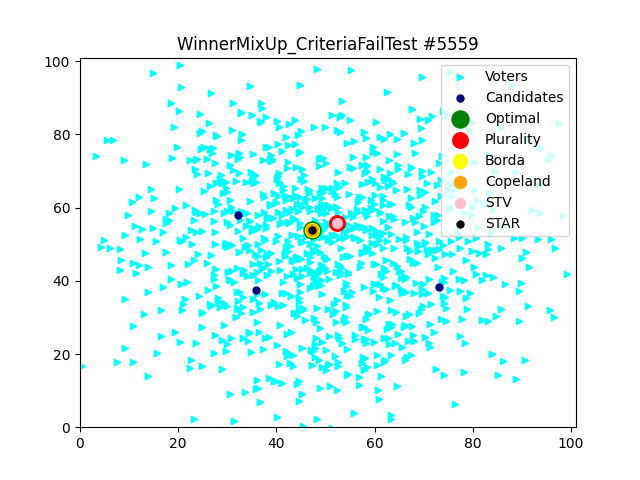 WinnerMixUp_CriteriaFailTest #5559
100
80
60
40
20
0
0 20 40 60 80 100
Voters
Candidates
Optimal
Plurality
Borda
Copeland
STV
STAR